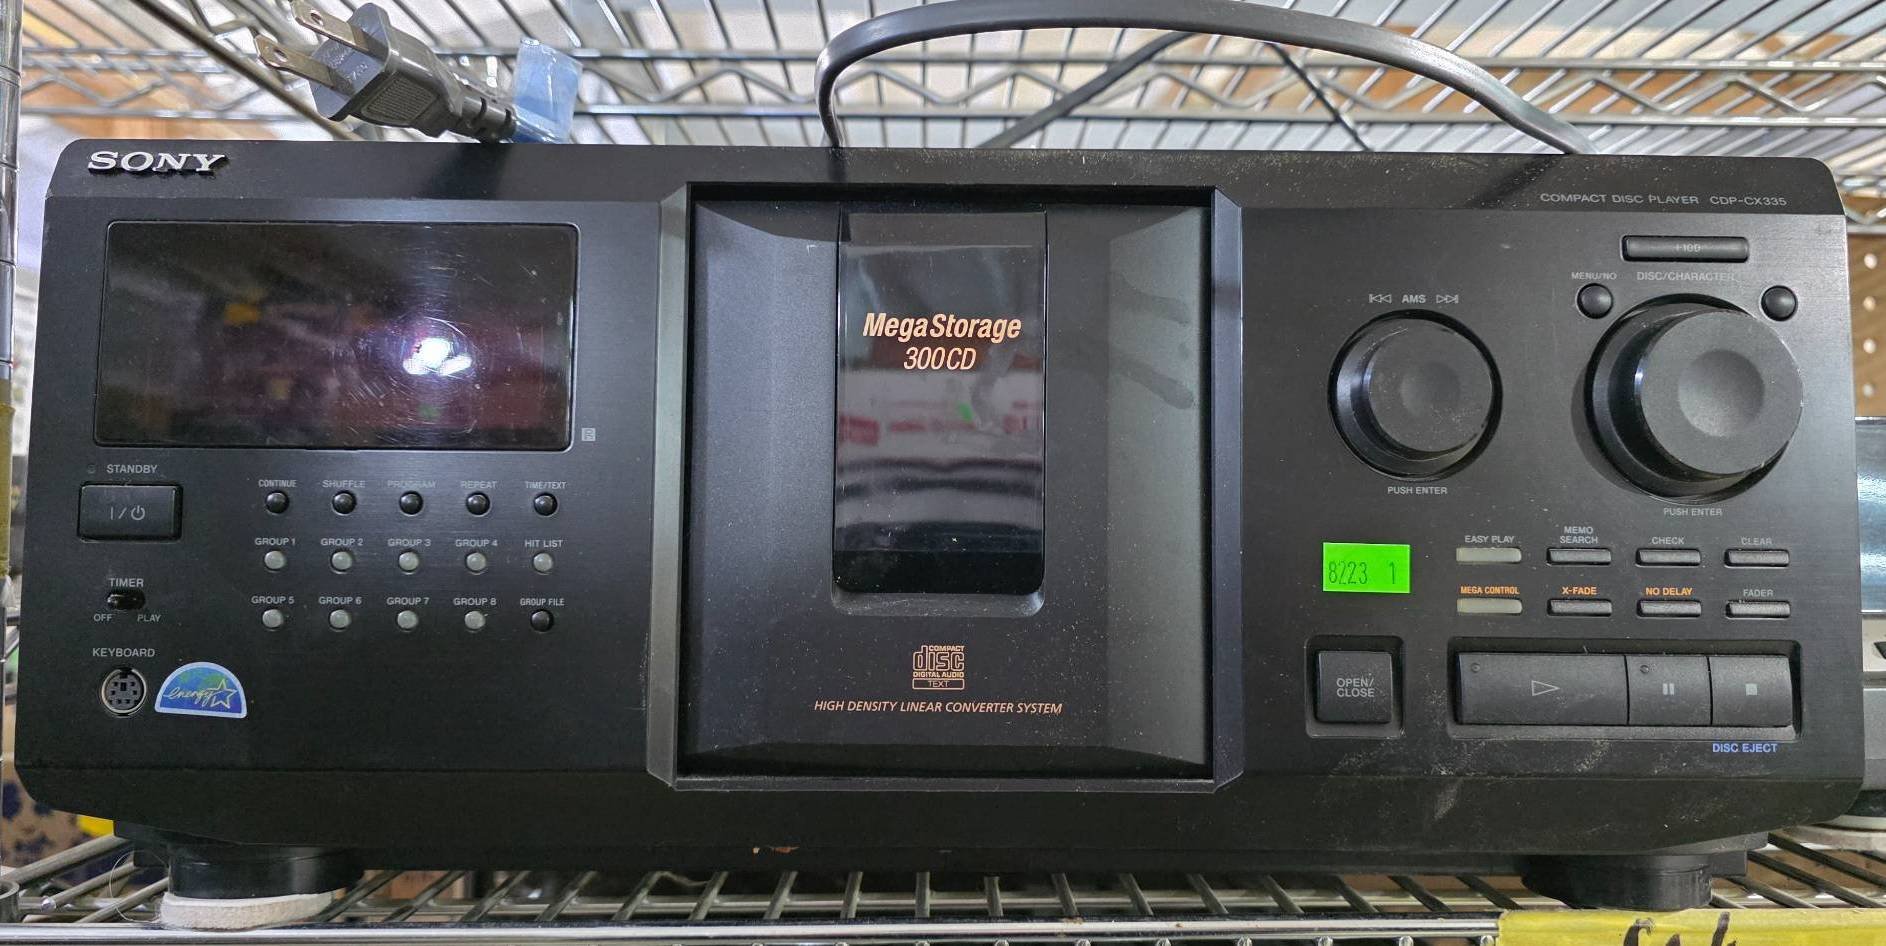 SONY
COMPACT DISC PLAYER CDP-CX335
+100
MENU/NO DISC/CHARACTER
AMS
MegaStorage
300CD
STANDBY
I/
CONTINUE SHUFFLE PROGRAM REPEAT TIME/TEXT
GROUP 1 GROUP 2 GROUP 3 GROUP 4 HIT LIST
TIMER
OFF PLAY
GROUP 5 GROUP 6 GROUP 7 GROUP 8 GROUP FILE
KEYBOARD
energy
COMPACT
disc
DIGITAL AUDIO
TEXT
HIGH DENSITY LINEAR CONVERTER SYSTEM
PUSH ENTER
PUSH ENTER
8223 1
EASY PLAY MEMO SEARCH CHECK CLEAR
MEGA CONTROL X-FADE NO DELAY FADER
OPEN/
CLOSE
DISC EJECT